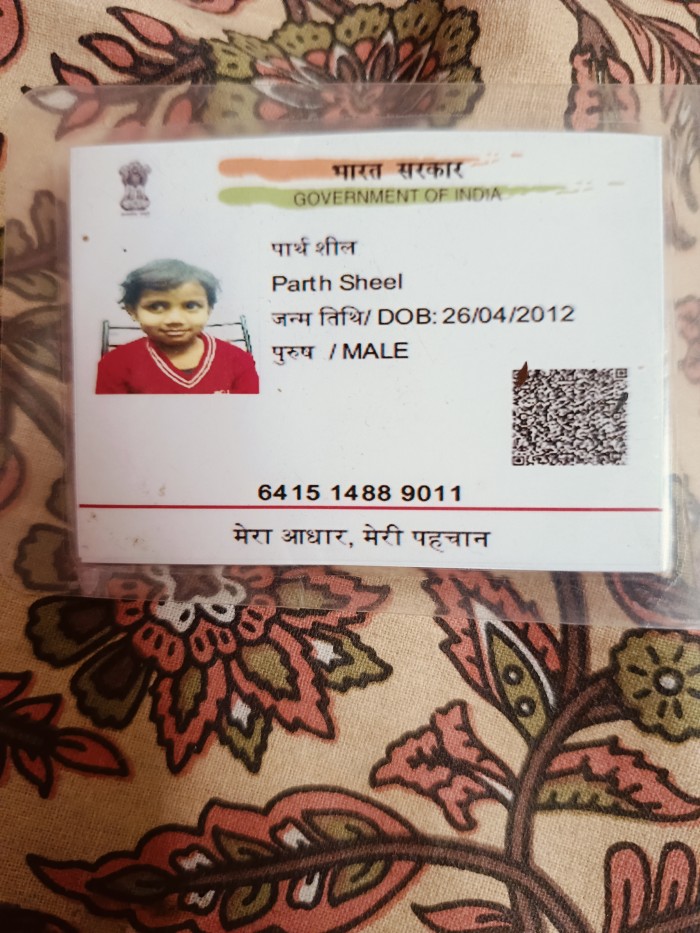 भारत सरकार
GOVERNMENT OF INDIA
पार्थ शील
Parth Sheel
जन्म तिथि/ DOB: 26/04/2012
पुरुष / MALE
6415 1488 9011
मेरा आधार, मेरी पहचान